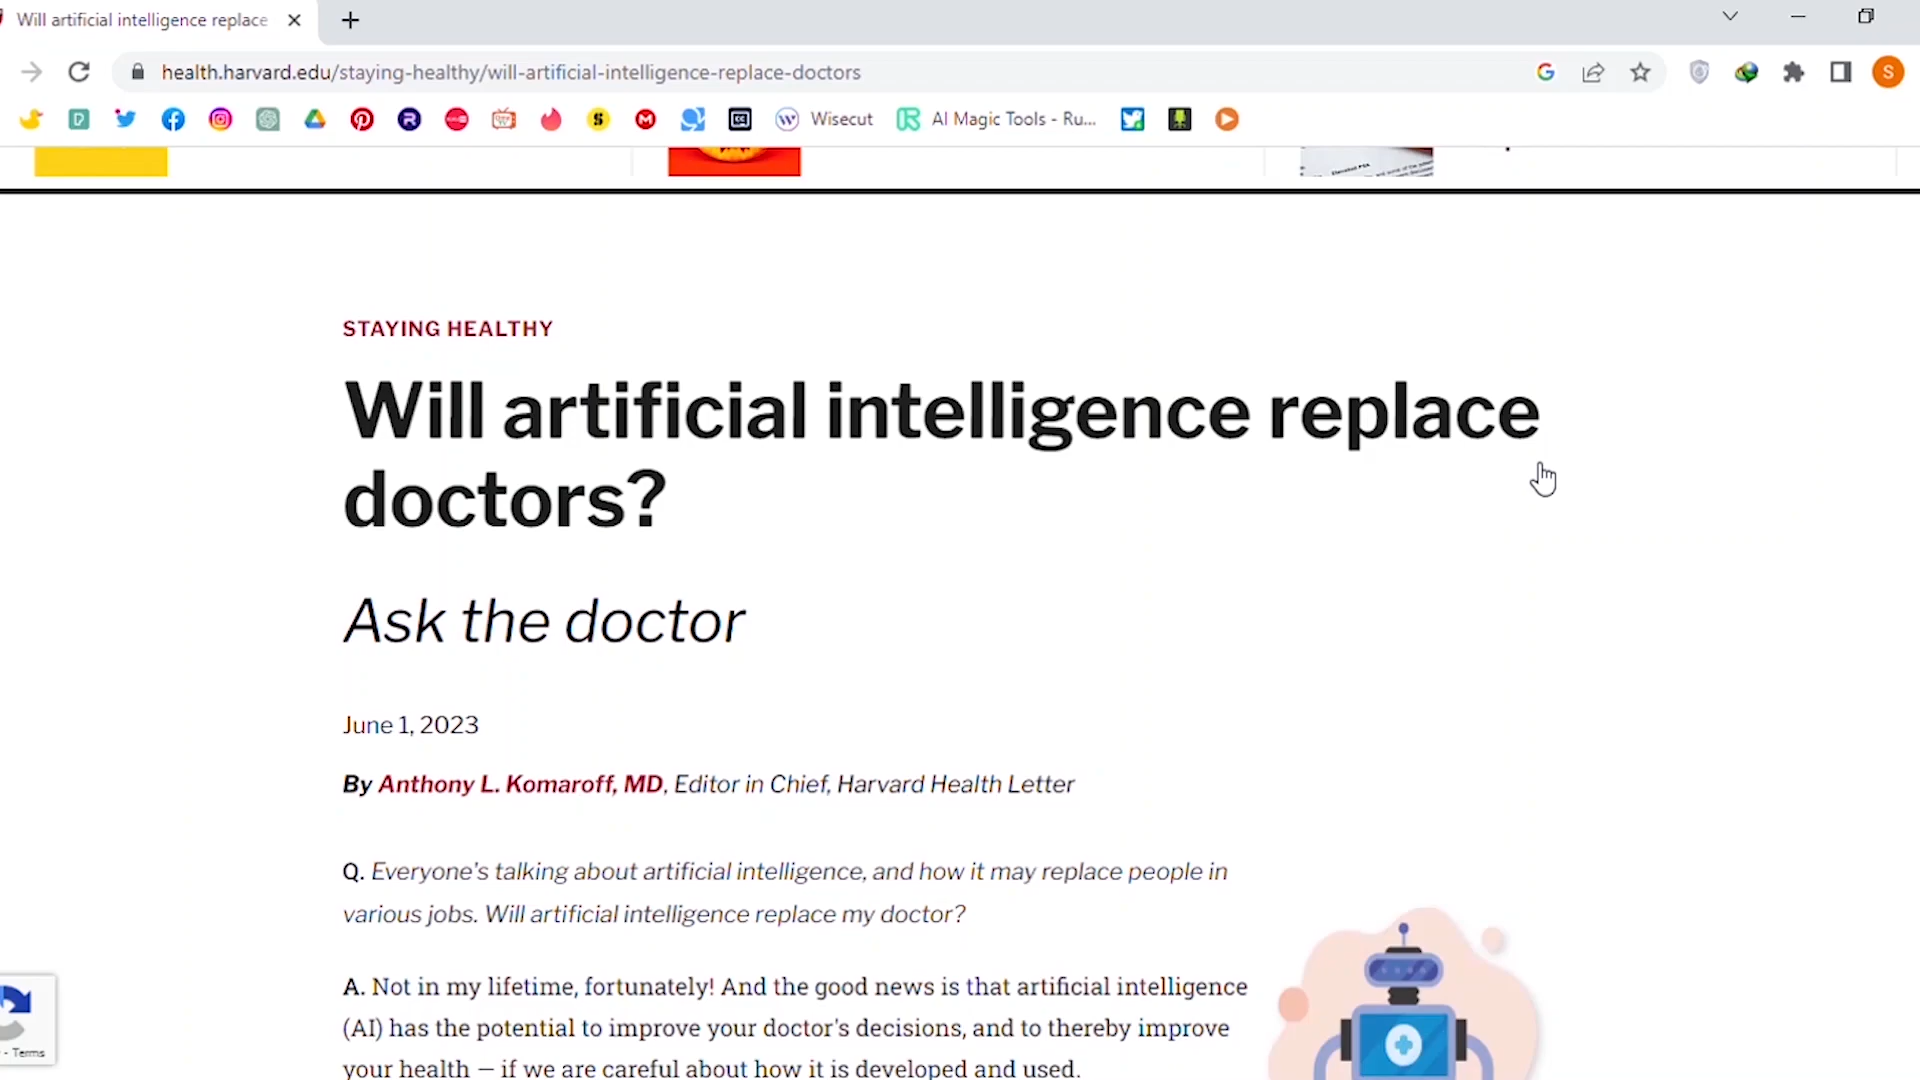 Will artificial intelligence replace
health.harvard.edu/staying-healthy/will-artificial-intelligence-replace-doctors
S
Wisecut
AI Magic Tools - Ru...
STAYING HEALTHY
Will artificial intelligence replace
doctors?
Ask the doctor
June 1, 2023
By Anthony L. Komaroff, MD, Editor in Chief, Harvard Health Letter
Q. Everyone's talking about artificial intelligence, and how it may replace people in
various jobs. Will artificial intelligence replace my doctor?
A. Not in my lifetime, fortunately! And the good news is that artificial intelligence
(AI) has the potential to improve your doctor's decisions, and to thereby improve
your health — if we are careful about how it is developed and used.
- Terms